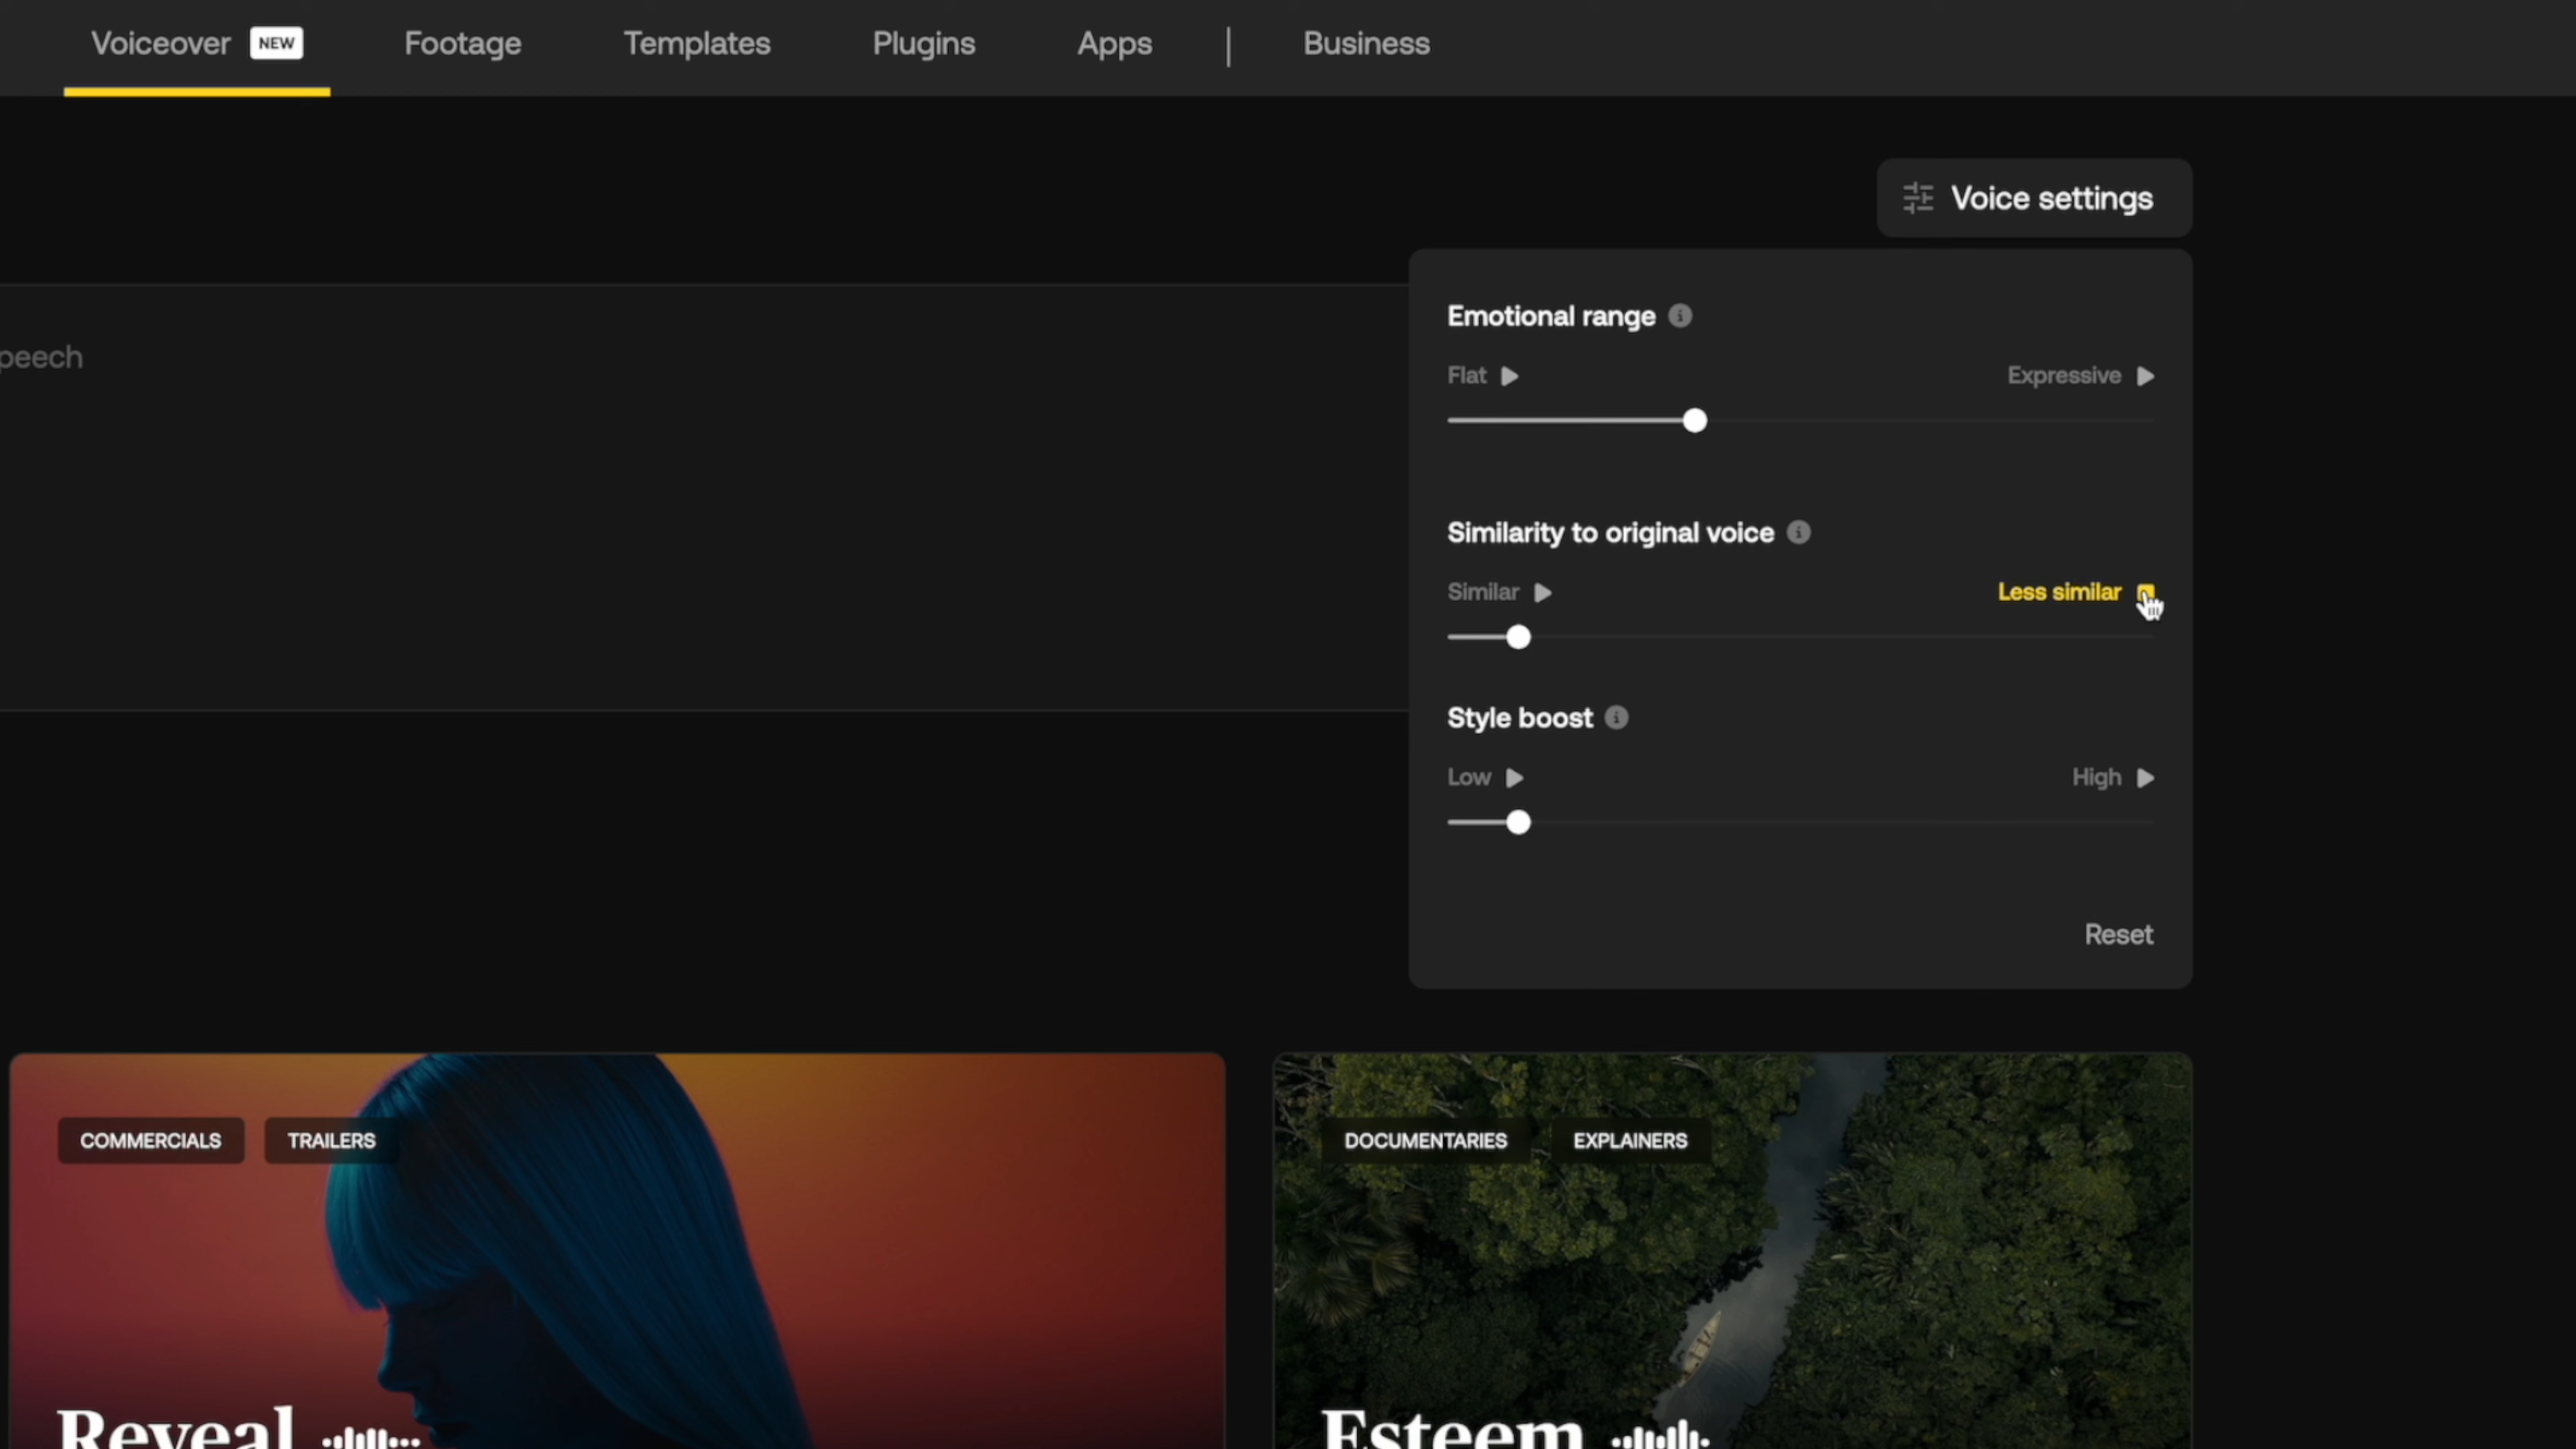 Voiceover NEW Footage Templates Plugins Apps | Business
Voice settings
Emotional range
Flat Expressive
peech
Similarity to original voice
Similar Less similar
Style boost
Low High
Reset
COMMERCIALS TRAILERS
DOCUMENTARIES EXPLAINERS
Reveal
Esteem